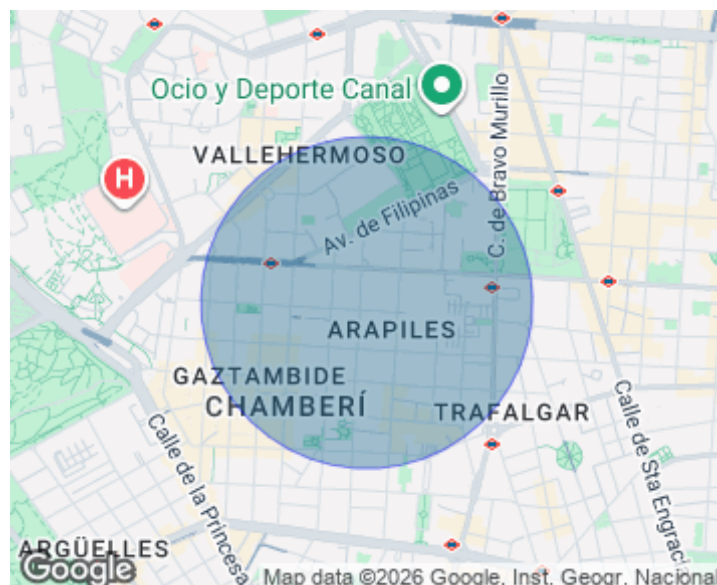 Ocio y Deporte Canal
VALLEHERMOSO
H
Av. de Filipinas
C. de Bravo Murillo
ARAPILES
GAZTAMBIDE
CHAMBERÍ
TRAFALGAR
Calle de la Princesa
Calle de Sta Engracia
ARGÜELLES
Google
Map data ©2026 Google, Inst. Geogr. Nacional